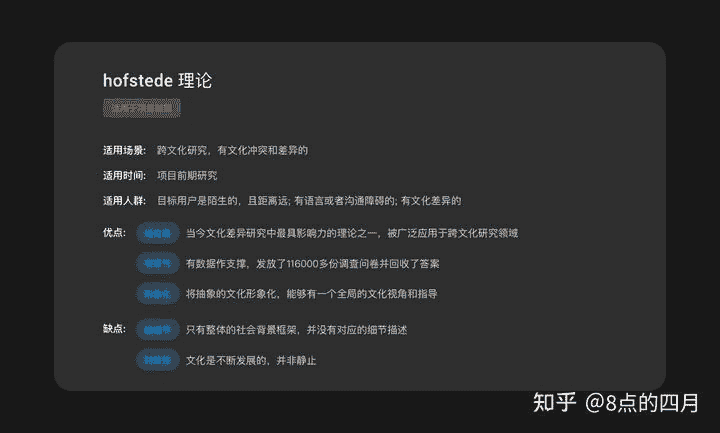 hofstede 理论
适用场景: 跨文化研究，有文化冲突和差异的
适用时间: 项目前期研究
适用人群: 目标用户是陌生的，且距离远; 有语言或者沟通障碍的; 有文化差异的
优点: 当今文化差异研究中最具影响力的理论之一，被广泛应用于跨文化研究领域
有数据作支撑，发放了116000多份调查问卷并回收了答案
将抽象的文化形象化，能够有一个全局的文化视角和指导
缺点: 只有整体的社会背景框架，并没有对应的细节描述
文化是不断发展的，并非静止
知乎 @8点的四月